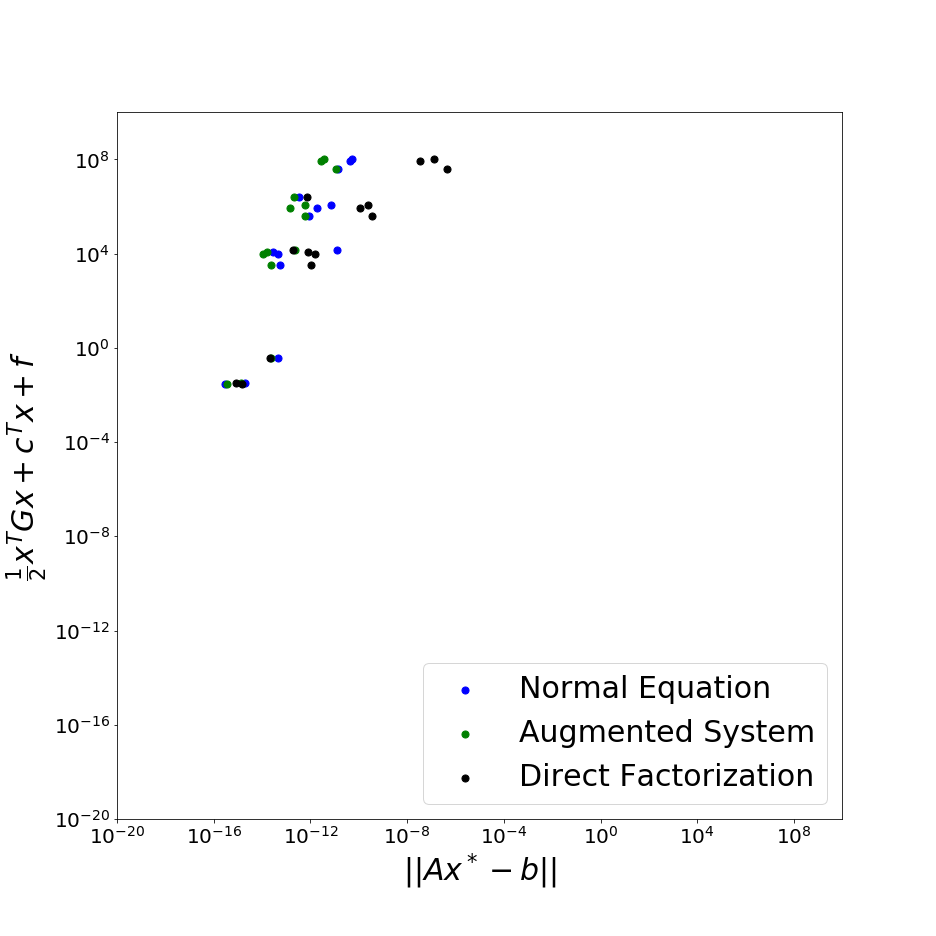 10^8
10^4
10^0
10^−4
10^−8
10^−12
10^−16
10^−20
½x^T Gx + c^T x + f
Normal Equation
Augmented System
Direct Factorization
10^−20 10^−16 10^−12 10^−8 10^−4 10^0 10^4 10^8
||Ax* − b||